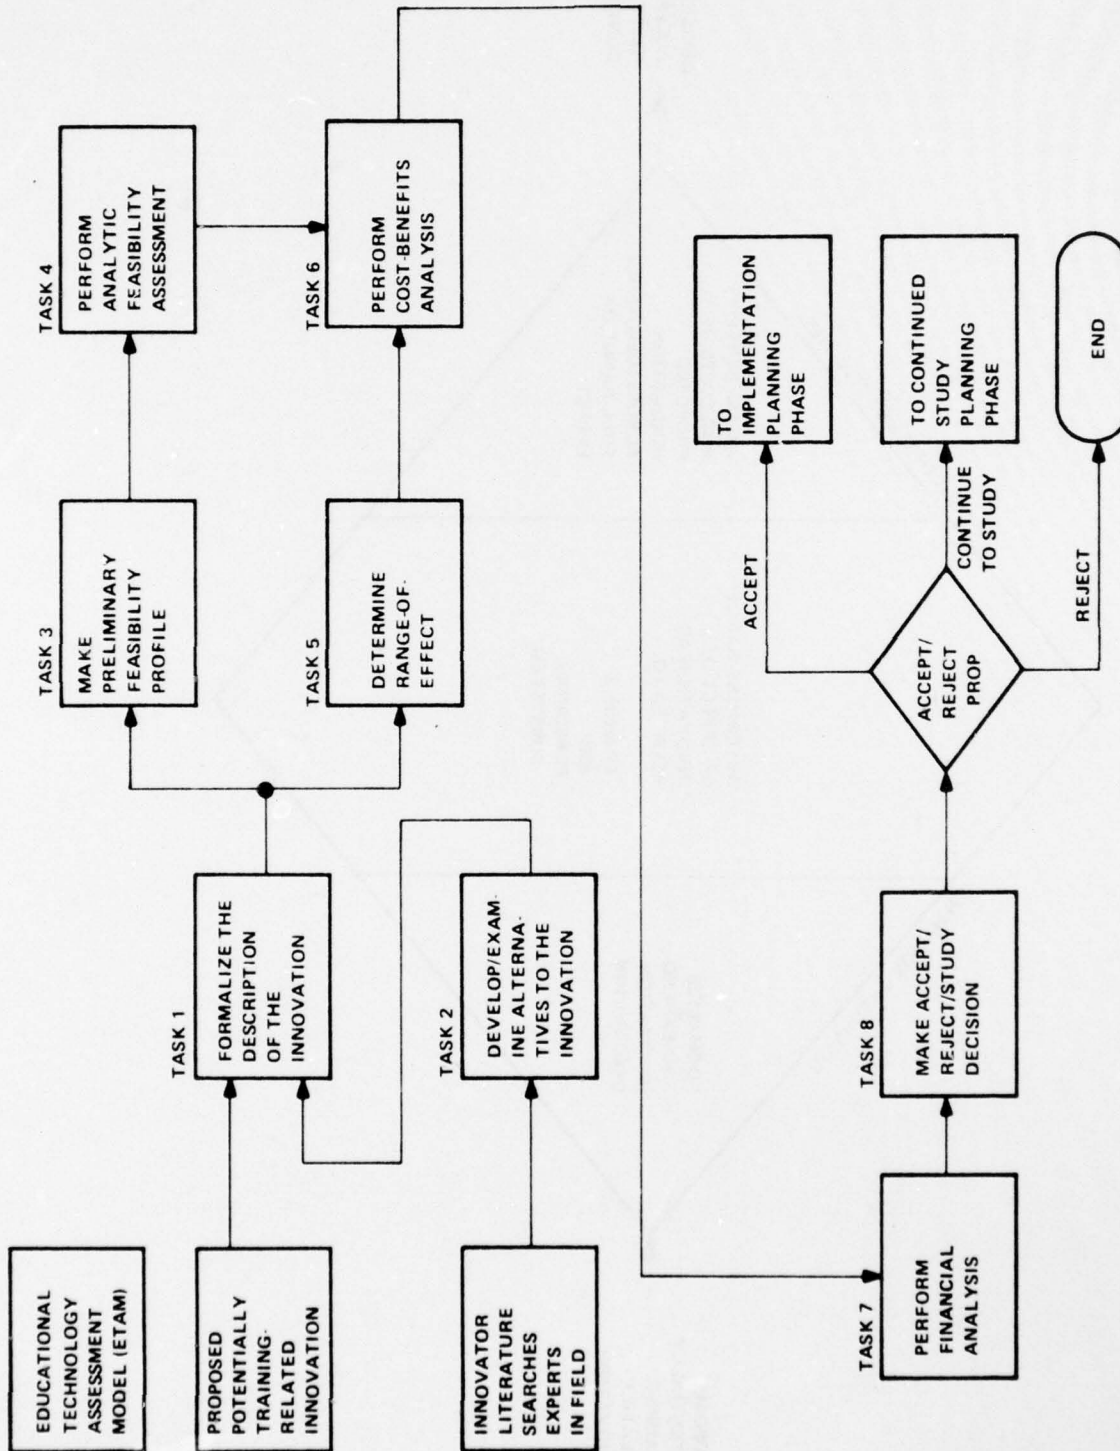 EDUCATIONAL
TECHNOLOGY
ASSESSMENT
MODEL (ETAM)
PROPOSED
POTENTIALLY
TRAINING-
RELATED
INNOVATION
INNOVATOR
LITERATURE
SEARCHES
EXPERTS
IN FIELD
TASK 1
FORMALIZE THE
DESCRIPTION
OF THE
INNOVATION
TASK 2
DEVELOP/EXAM-
INE ALTERNA-
TIVES TO THE
INNOVATION
TASK 3
MAKE
PRELIMINARY
FEASIBILITY
PROFILE
TASK 4
PERFORM
ANALYTIC
FEASIBILITY
ASSESSMENT
TASK 5
DETERMINE
RANGE-OF-
EFFECT
TASK 6
PERFORM
COST-BENEFITS
ANALYSIS
TASK 7
PERFORM
FINANCIAL
ANALYSIS
TASK 8
MAKE ACCEPT/
REJECT/STUDY
DECISION
ACCEPT/
REJECT
PROP
ACCEPT
TO
IMPLEMENTATION
PLANNING
PHASE
CONTINUE
TO STUDY
TO CONTINUED
STUDY
PLANNING
PHASE
REJECT
END